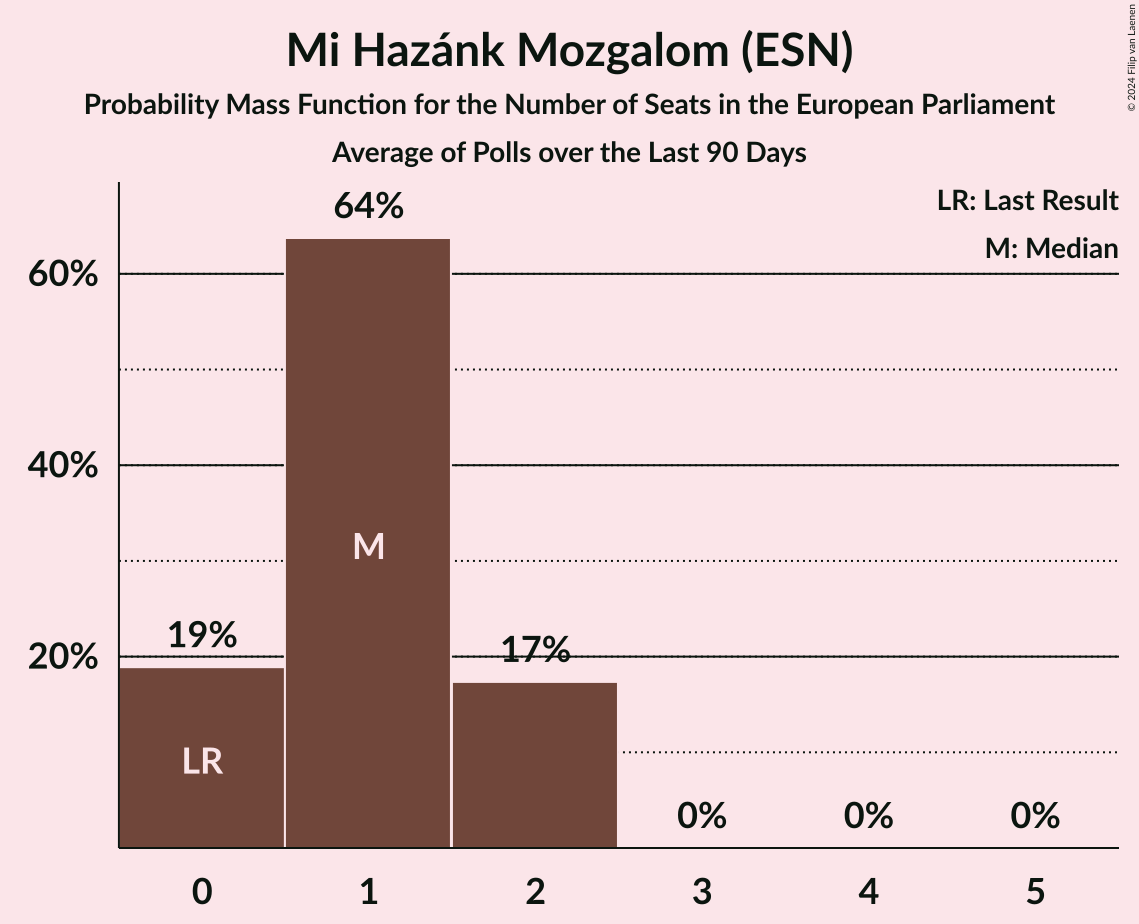 Mi Hazánk Mozgalom (ESN)
Probability Mass Function for the Number of Seats in the European Parliament
Average of Polls over the Last 90 Days
© 2024 Filip van Laenen
LR: Last Result
M: Median
64%
60%
40%
M
19%
17%
20%
LR
0%
0%
0%
0
1
2
3
4
5